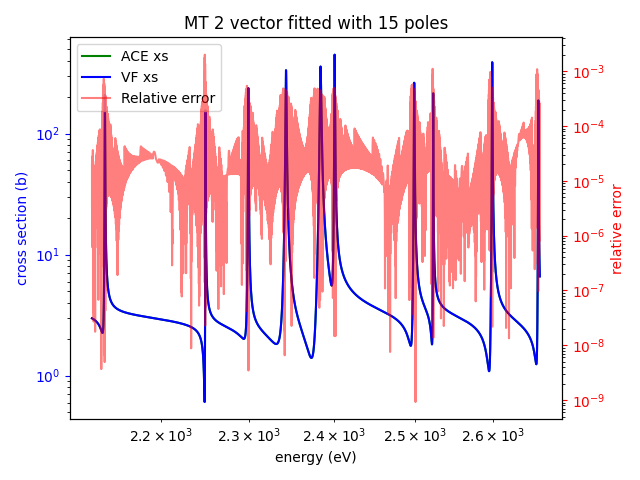 MT 2 vector fitted with 15 poles
ACE xs
VF xs
Relative error
cross section (b)
10²
10¹
10⁰
relative error
10⁻³
10⁻⁴
10⁻⁵
10⁻⁶
10⁻⁷
10⁻⁸
10⁻⁹
2.2 × 10³ 2.3 × 10³ 2.4 × 10³ 2.5 × 10³ 2.6 × 10³
energy (eV)